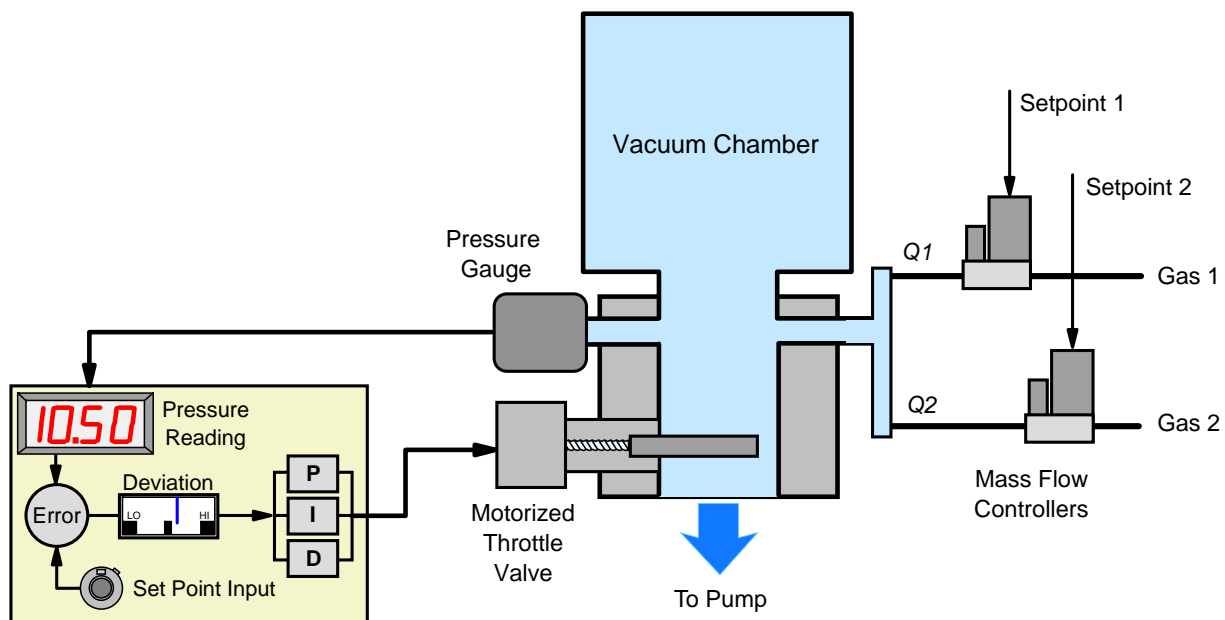 Setpoint 1
Vacuum Chamber
Setpoint 2
Pressure
Gauge
Q1
Gas 1
10.50
Pressure
Reading
Q2
Gas 2
Deviation
P
LO
HI
Error
I
Mass Flow
Controllers
Motorized
Throttle
Valve
D
Set Point Input
To Pump